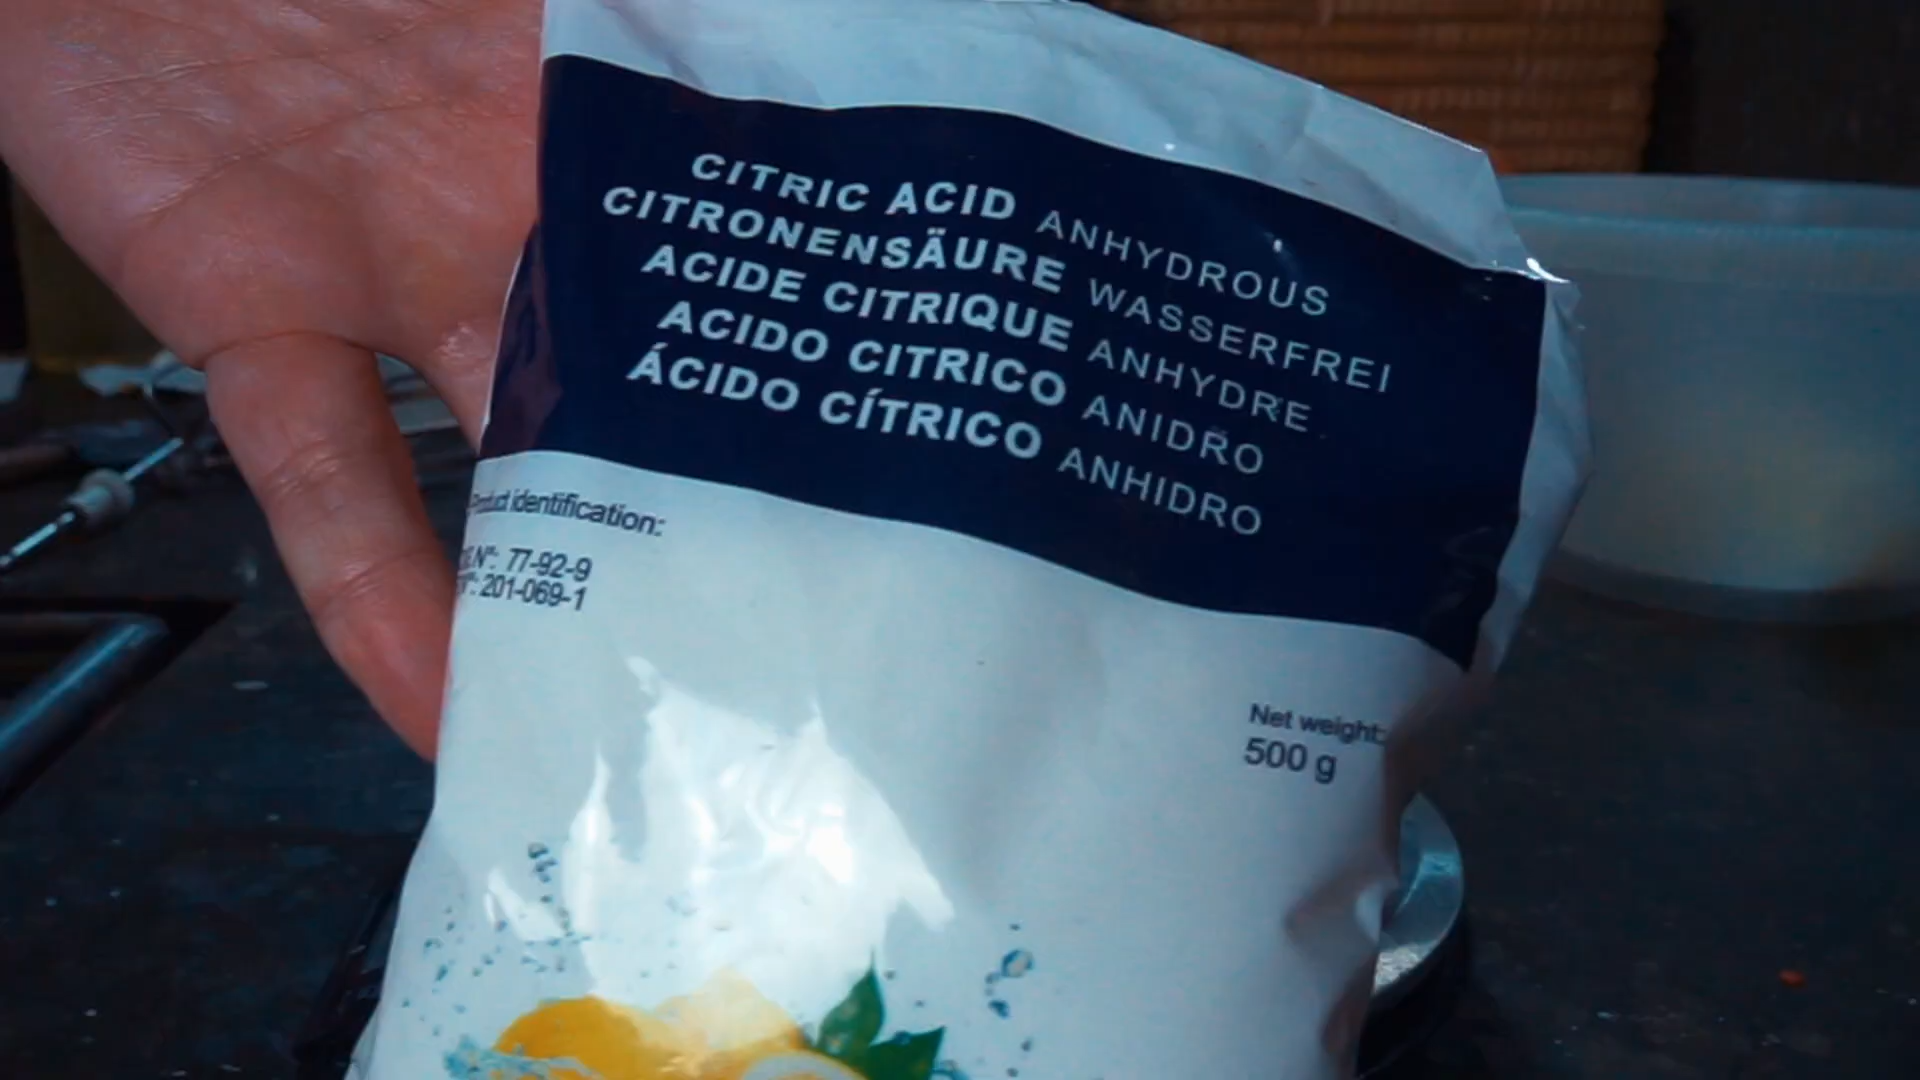 CITRIC ACID ANHYDROUS
CITRONENSÄURE WASSERFREI
ACIDE CITRIQUE ANHYDRE
ACIDO CITRICO ANIDRO
ÁCIDO CÍTRICO ANHIDRO
Product identification:
N°: 77-92-9
N°: 201-069-1
Net weight:
500 g